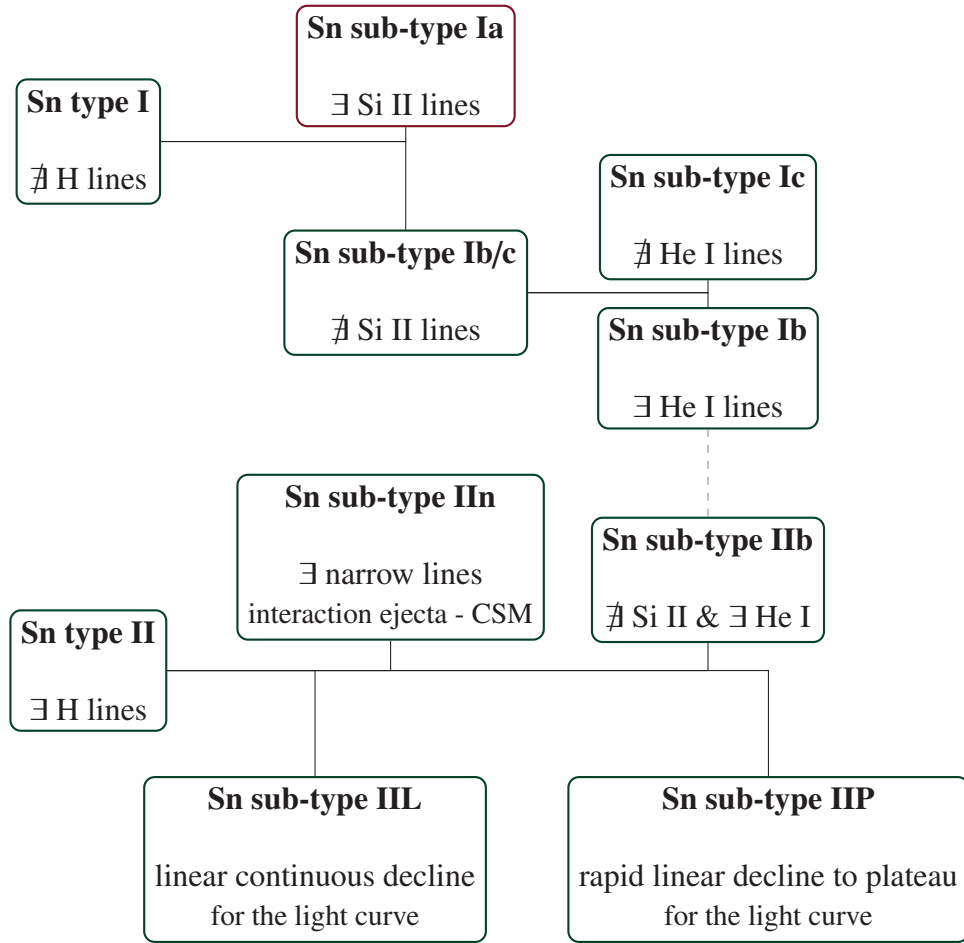 Sn sub-type Ia
∃ Si II lines
Sn type I
∄ H lines
Sn sub-type Ic
∄ He I lines
Sn sub-type Ib/c
∄ Si II lines
Sn sub-type Ib
∃ He I lines
Sn sub-type IIn
∃ narrow lines
interaction ejecta - CSM
Sn sub-type IIb
∄ Si II & ∃ He I
Sn type II
∃ H lines
Sn sub-type IIL
linear continuous decline
for the light curve
Sn sub-type IIP
rapid linear decline to plateau
for the light curve